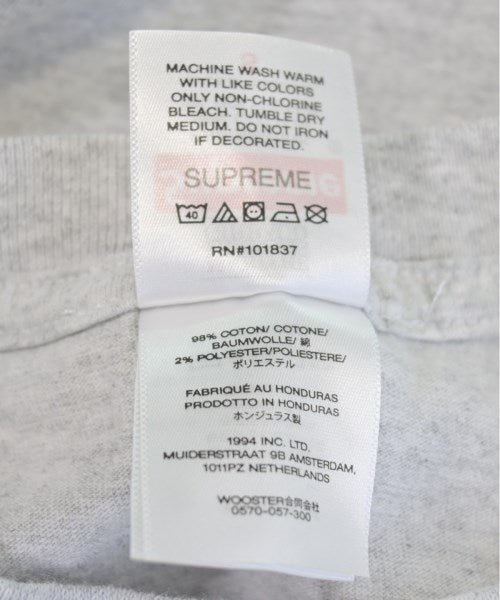 MACHINE WASH WARM
WITH LIKE COLORS
ONLY NON-CHLORINE
BLEACH. TUMBLE DRY
MEDIUM. DO NOT IRON
IF DECORATED.
SUPREME
40
RN#101837
98% COTON/ COTONE/
BAUMWOLLE/ 綿
2% POLYESTER/POLIESTERE/
ポリエステル
FABRIQUÉ AU HONDURAS
PRODOTTO IN HONDURAS
ホンジュラス製
1994 INC. LTD.
MUIDERSTRAAT 9B AMSTERDAM,
1011PZ NETHERLANDS
WOOSTER合同会社
0570-057-300